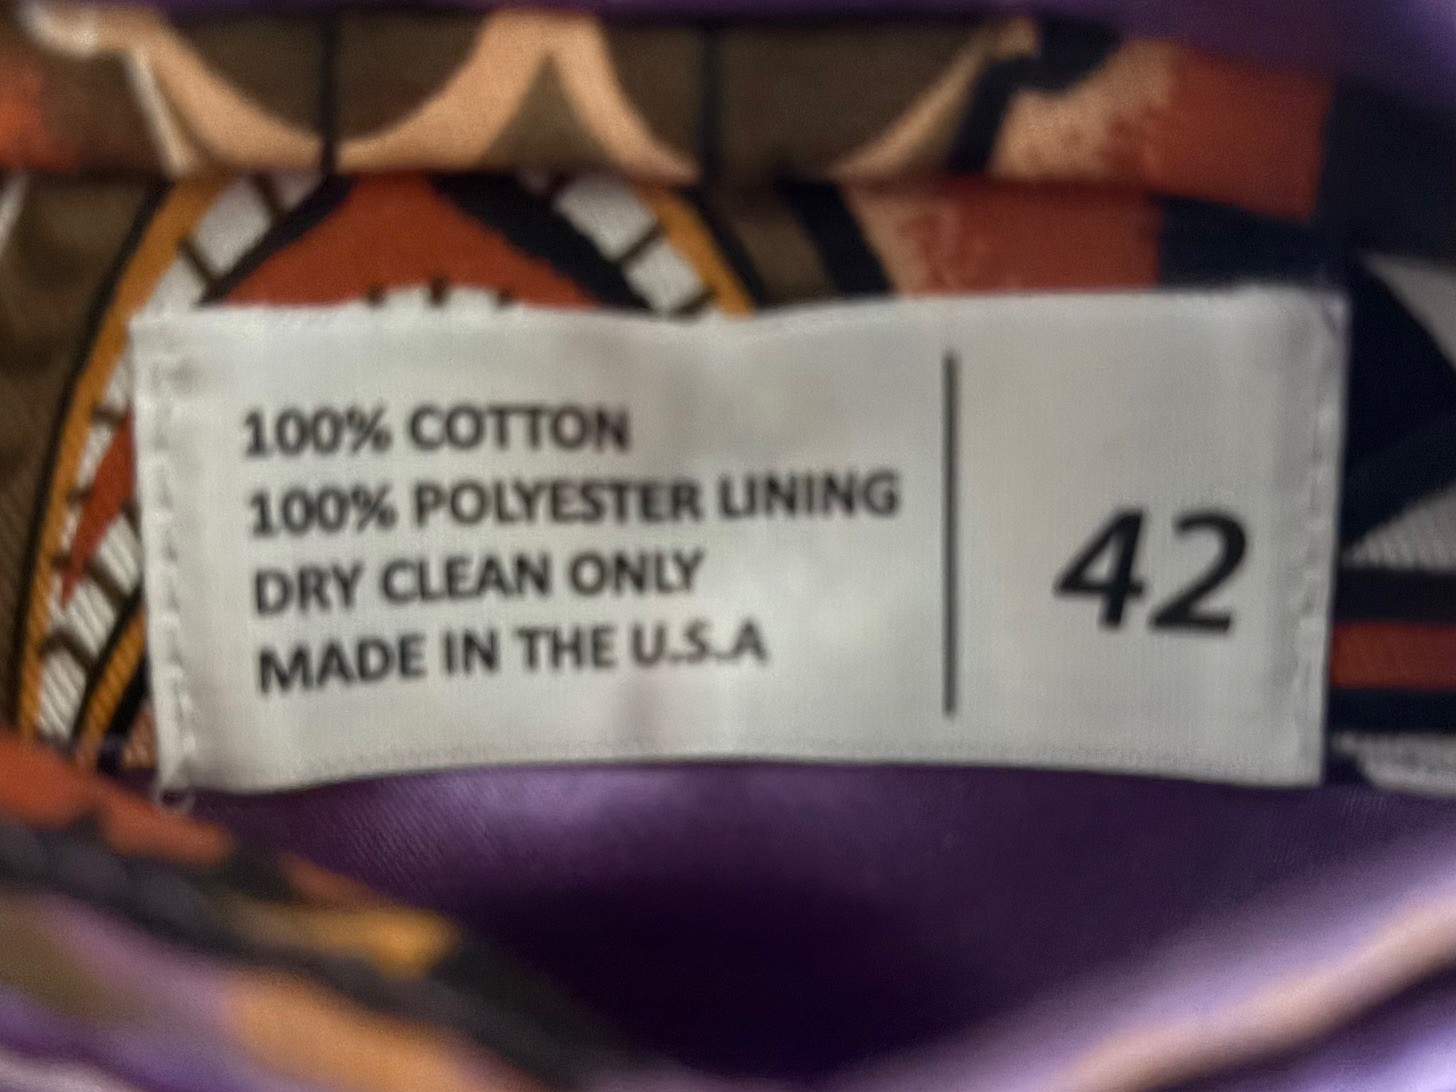 100% COTTON
100% POLYESTER LINING
DRY CLEAN ONLY
MADE IN THE U.S.A
42